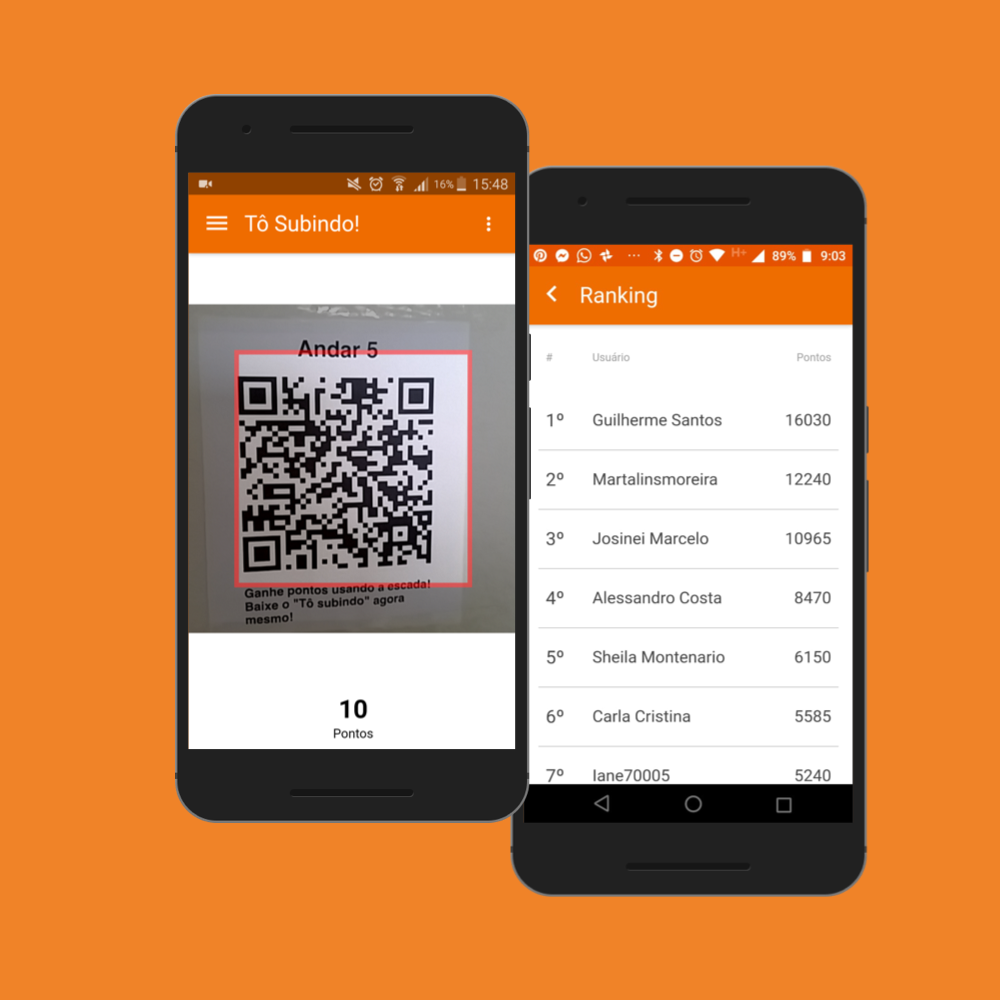 16% 15:48
Tô Subindo!
Andar 5
Ganhe pontos usando a escada!
Baixe o "Tô subindo" agora
mesmo!
10
Pontos
H+ 89% 9:03
Ranking
# Usuário Pontos
1º Guilherme Santos 16030
2º Martalinsmoreira 12240
3º Josinei Marcelo 10965
4º Alessandro Costa 8470
5º Sheila Montenario 6150
6º Carla Cristina 5585
7º lane70005 5240